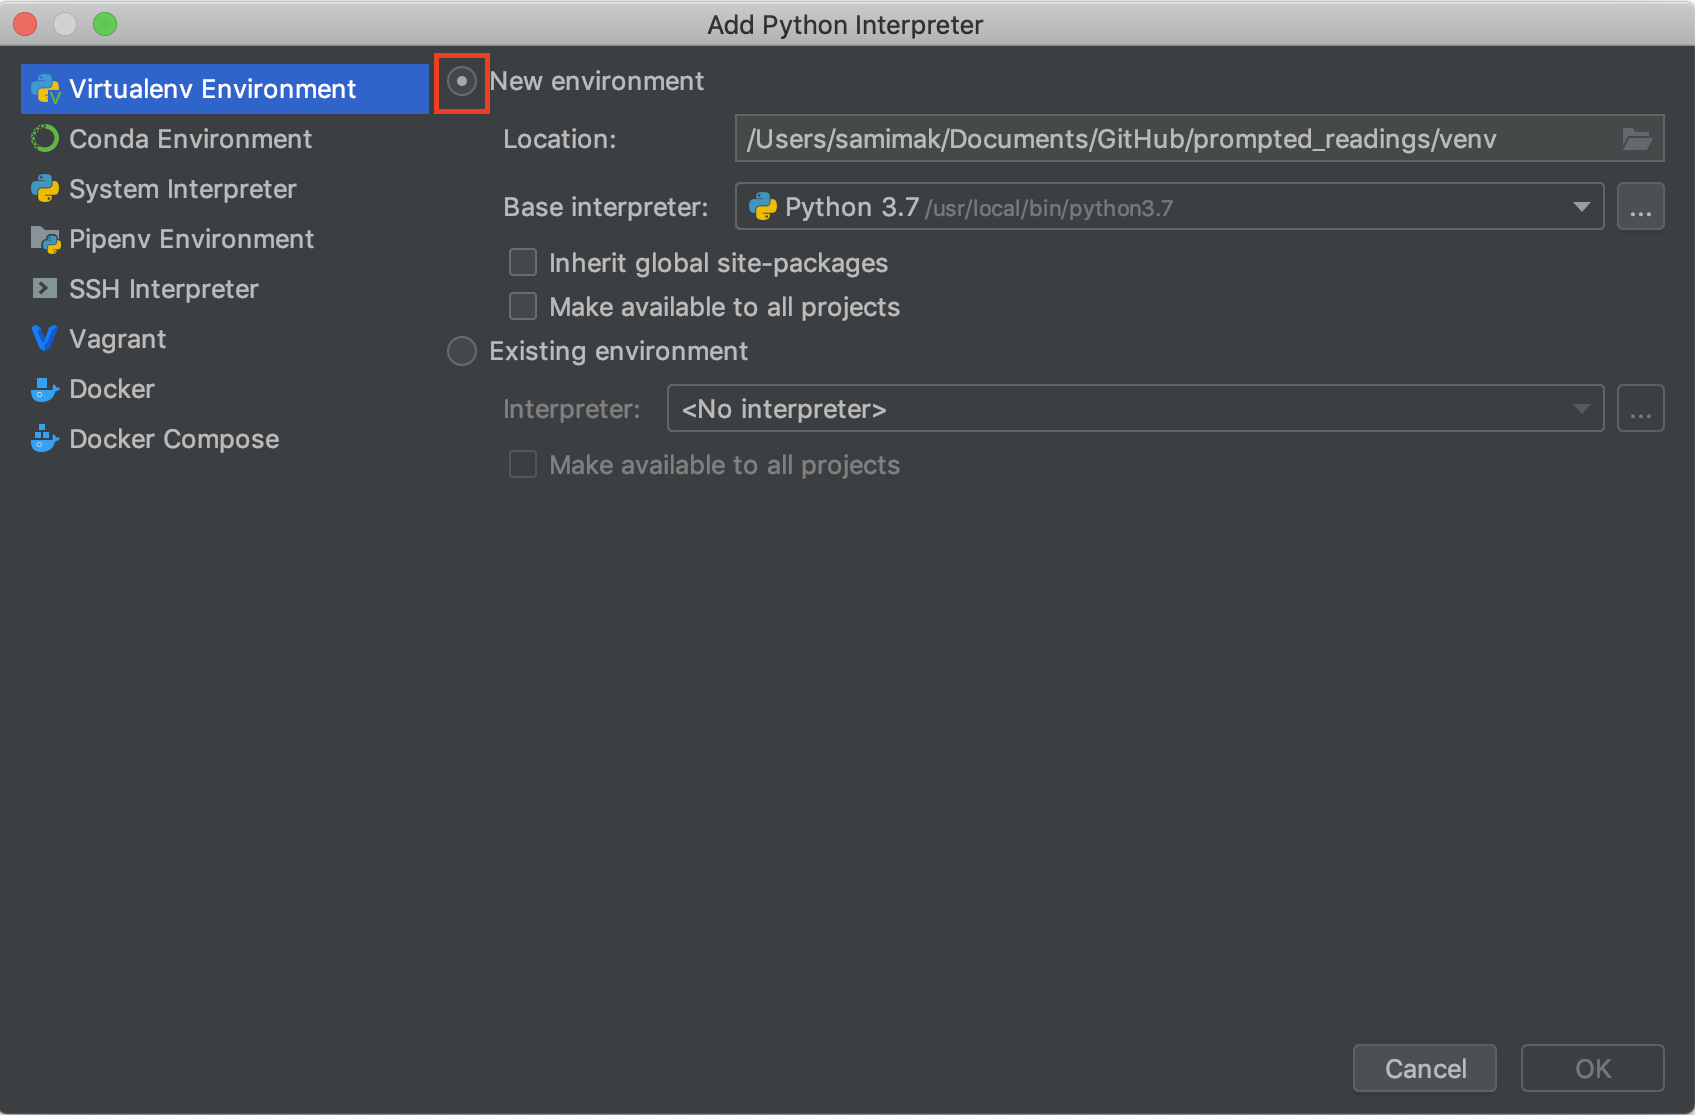 Add Python Interpreter
Virtualenv Environment
Conda Environment
System Interpreter
Pipenv Environment
SSH Interpreter
Vagrant
Docker
Docker Compose
New environment
Location: /Users/samimak/Documents/GitHub/prompted_readings/venv
Base interpreter: Python 3.7 /usr/local/bin/python3.7 ...
Inherit global site-packages
Make available to all projects
Existing environment
Interpreter: <No interpreter> ...
Make available to all projects
Cancel OK